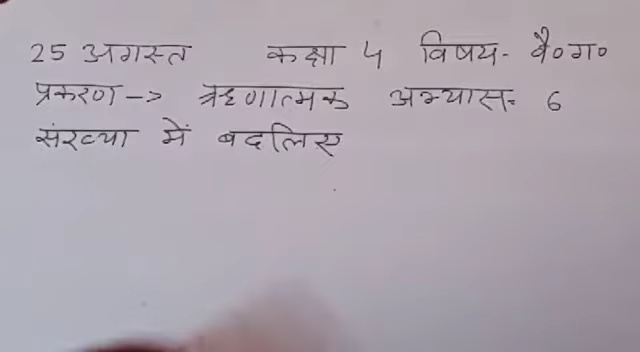 25 अगस्त कक्षा 4 विषय- वै०ग०
प्रकरण -> ऋणात्मक अभ्यास- 6
संख्या में बदलिए